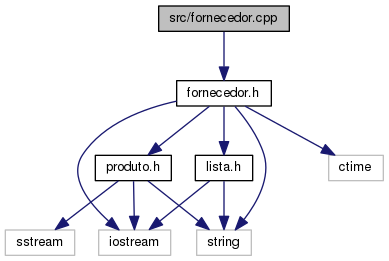 src/fornecedor.cpp
fornecedor.h
produto.h
lista.h
ctime
sstream
iostream
string